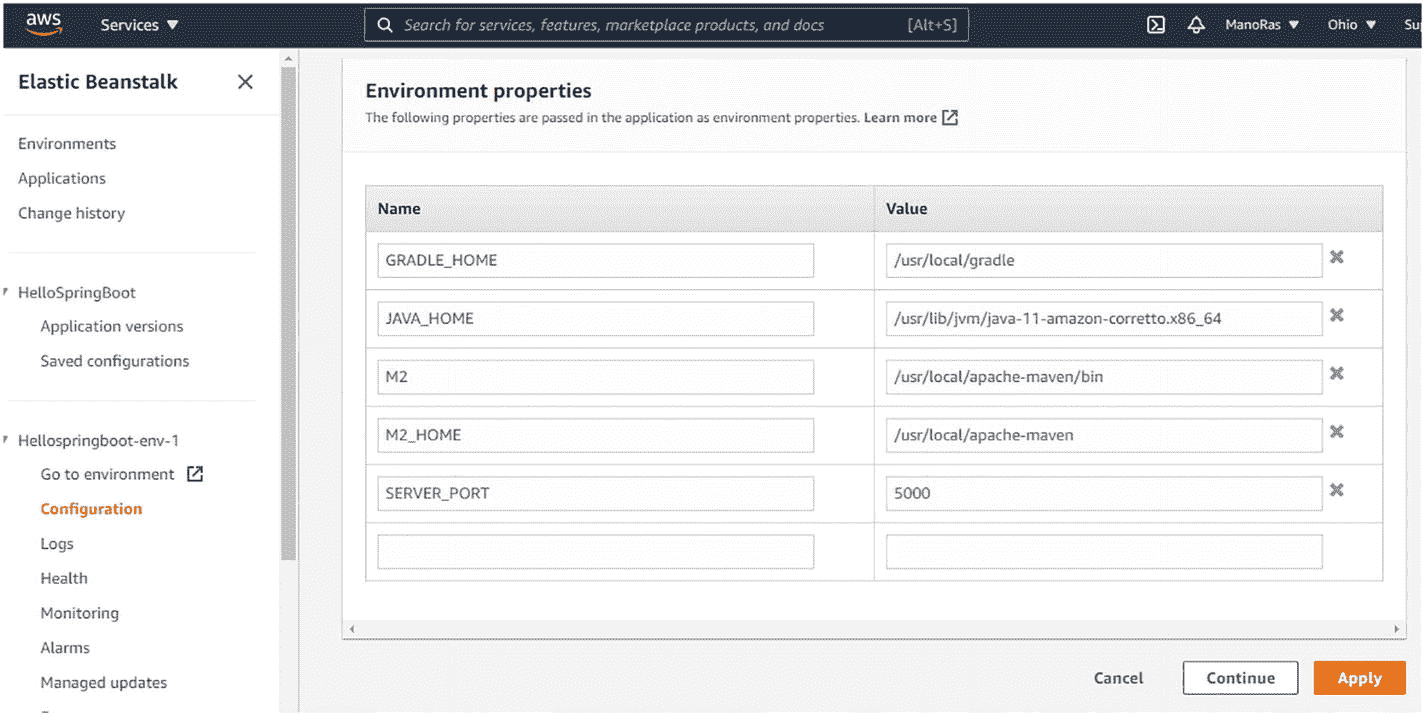 aws
Services
Search for services, features, marketplace products, and docs
[Alt+S]
ManoRas
Ohio
Elastic Beanstalk
Environments
Applications
Change history
HelloSpringBoot
Application versions
Saved configurations
Hellospringboot-env-1
Go to environment
Configuration
Logs
Health
Monitoring
Alarms
Managed updates
Environment properties
The following properties are passed in the application as environment properties. Learn more
Name Value
GRADLE_HOME /usr/local/gradle
JAVA_HOME /usr/lib/jvm/java-11-amazon-corretto.x86_64
M2 /usr/local/apache-maven/bin
M2_HOME /usr/local/apache-maven
SERVER_PORT 5000
Cancel Continue Apply